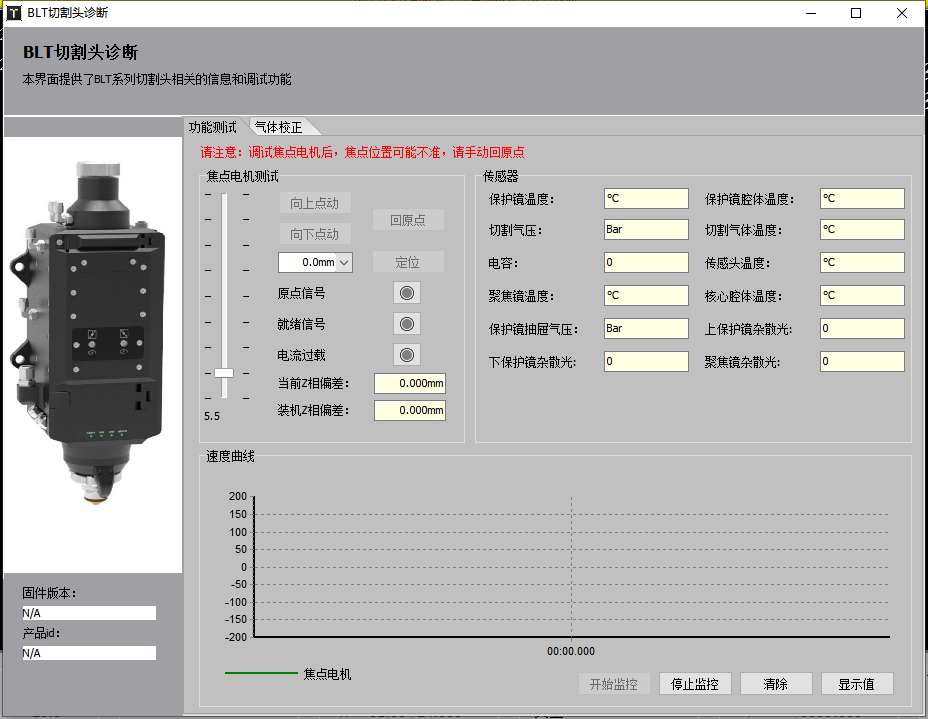 BLT切割头诊断
BLT切割头诊断
本界面提供了BLT系列切割头相关的信息和调试功能
功能测试 气体校正
请注意：调试焦点电机后，焦点位置可能不准，请手动回原点
焦点电机测试
向上点动
回原点
向下点动
0.0mm 定位
原点信号
就绪信号
电流过载
当前Z相偏差： 0.000mm
装机Z相偏差： 0.000mm
5.5
传感器
保护镜温度： ℃ 保护镜腔体温度： ℃
切割气压： Bar 切割气体温度： ℃
电容： 0 传感头温度： ℃
聚焦镜温度： ℃ 核心腔体温度： ℃
保护镜抽屉气压： Bar 上保护镜杂散光： 0
下保护镜杂散光： 0 聚焦镜杂散光： 0
速度曲线
200
150
100
50
0
-50
-100
-150
-200
00:00.000
焦点电机
开始监控 停止监控 清除 显示值
固件版本：
N/A
产品id：
N/A